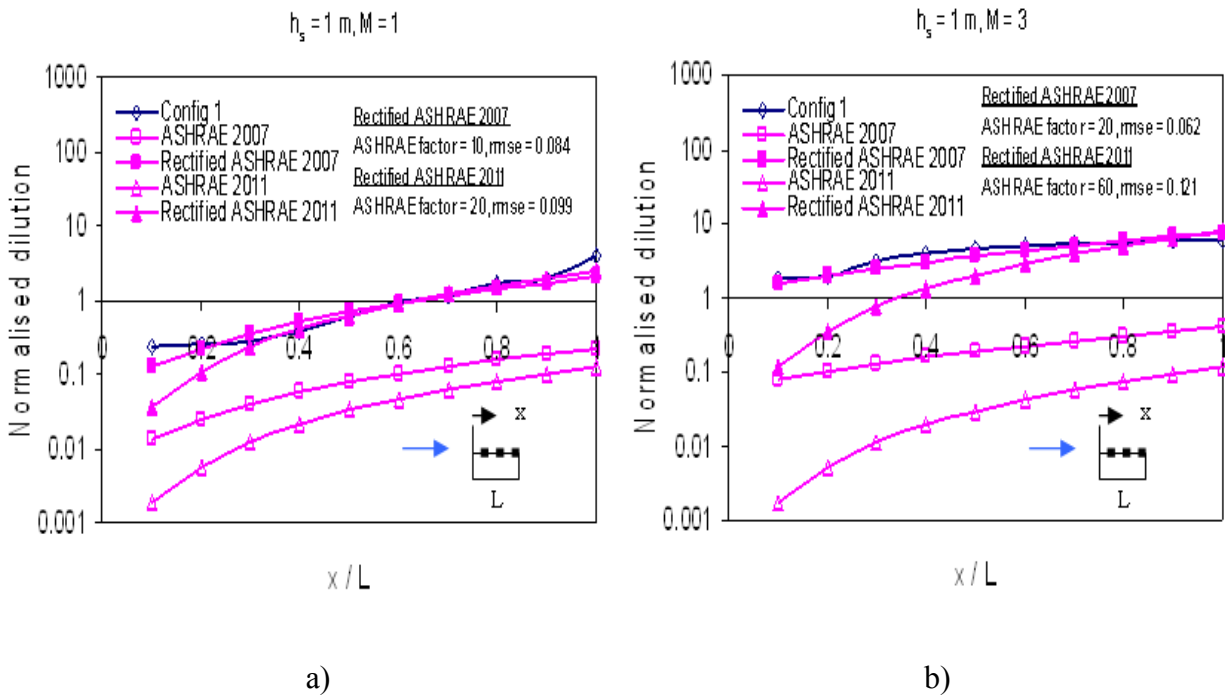 h_s = 1 m, M = 1
1000
100
10
1
0.1
0.01
0.001
Normalised dilution
Config 1
ASHRAE 2007
Rectified ASHRAE 2007
ASHRAE 2011
Rectified ASHRAE 2011
Rectified ASHRAE 2007
ASHRAE factor = 10, rmse = 0.084
Rectified ASHRAE 2011
ASHRAE factor = 20, rmse = 0.099
0 0.2 0.4 0.6 0.8 1
x
L
x / L
a)
h_s = 1 m, M = 3
1000
100
10
1
0.1
0.01
0.001
Normalised dilution
Config 1
ASHRAE 2007
Rectified ASHRAE 2007
ASHRAE 2011
Rectified ASHRAE 2011
Rectified ASHRAE 2007
ASHRAE factor = 20, rmse = 0.062
Rectified ASHRAE 2011
ASHRAE factor = 60, rmse = 0.121
0 0.2 0.4 0.6 0.8 1
x
L
x / L
b)